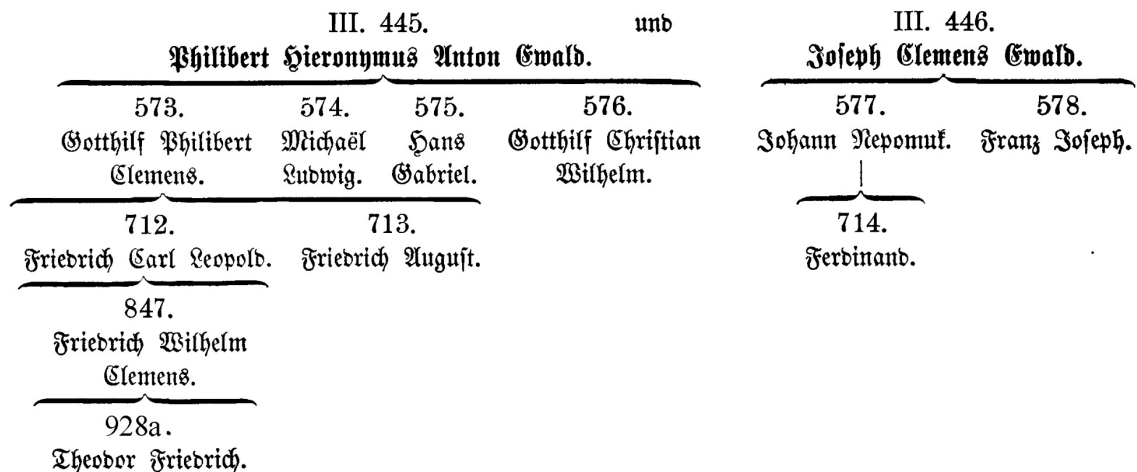 III. 445. und III. 446.
Philibert Hieronymus Anton Ewald. Joseph Clemens Ewald.
573. 574. 575. 576. 577. 578.
Gotthilf Philibert Michaël Hans Gotthilf Christian Johann Nepomuk. Franz Joseph.
Clemens. Ludwig. Gabriel. Wilhelm.
712. 713. 714.
Friedrich Carl Leopold. Friedrich August. Ferdinand.
847.
Friedrich Wilhelm
Clemens.
928a.
Theodor Friedrich.